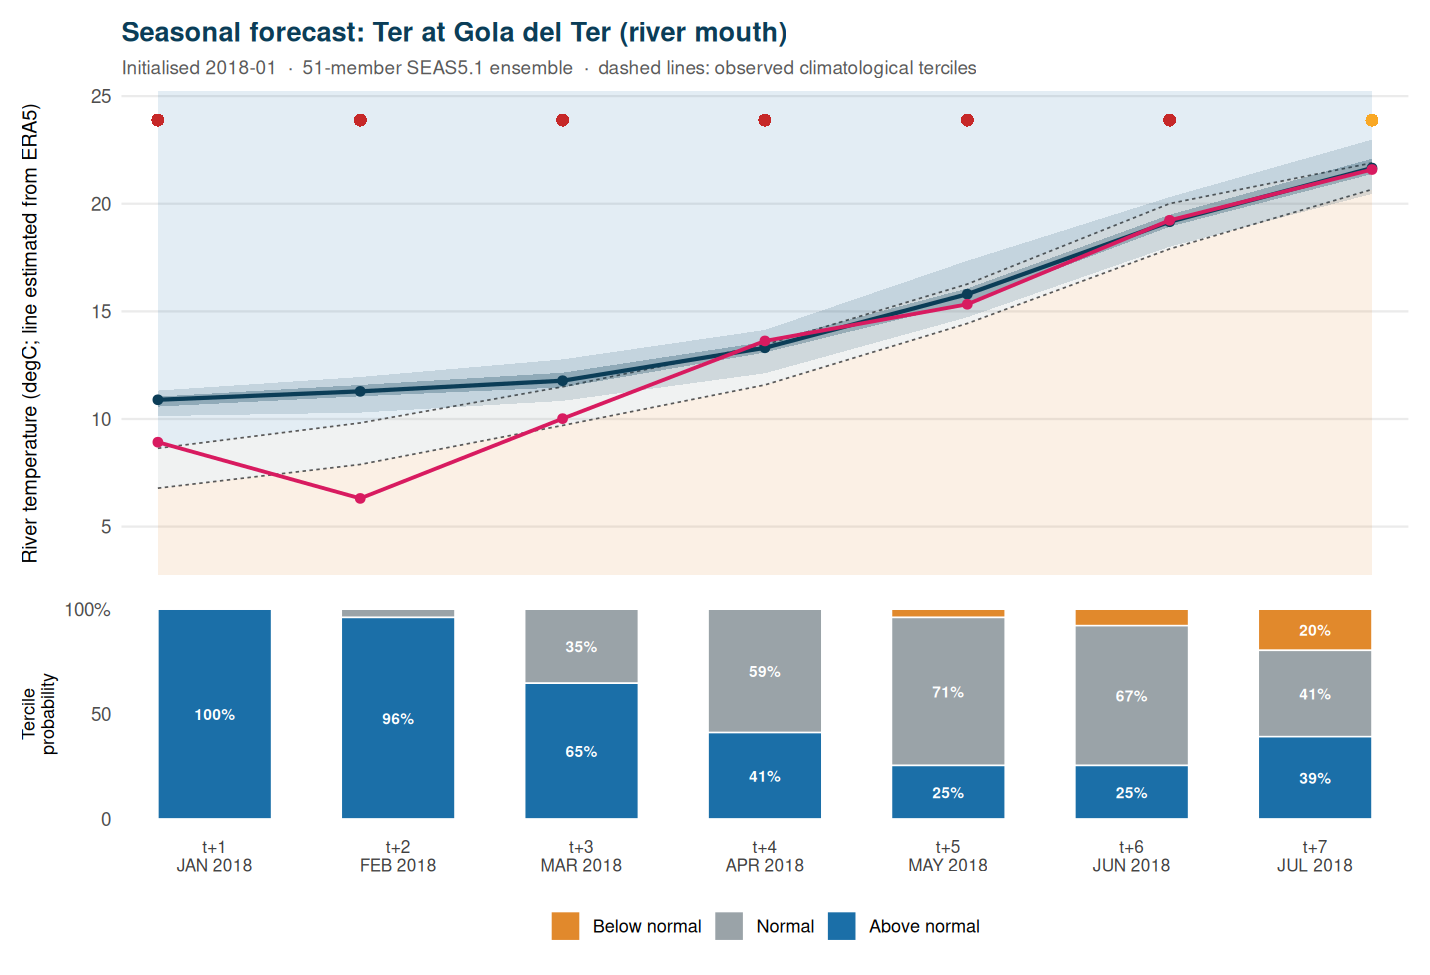 Seasonal forecast: Ter at Gola del Ter (river mouth)
Initialised 2018-01 · 51-member SEAS5.1 ensemble · dashed lines: observed climatological terciles
River temperature (degC; line estimated from ERA5)
25
20
15
10
5
Tercile
probability
100%
50
0
100%
96%
35%
65%
59%
41%
71%
25%
67%
25%
20%
41%
39%
t+1
JAN 2018
t+2
FEB 2018
t+3
MAR 2018
t+4
APR 2018
t+5
MAY 2018
t+6
JUN 2018
t+7
JUL 2018
Below normal
Normal
Above normal